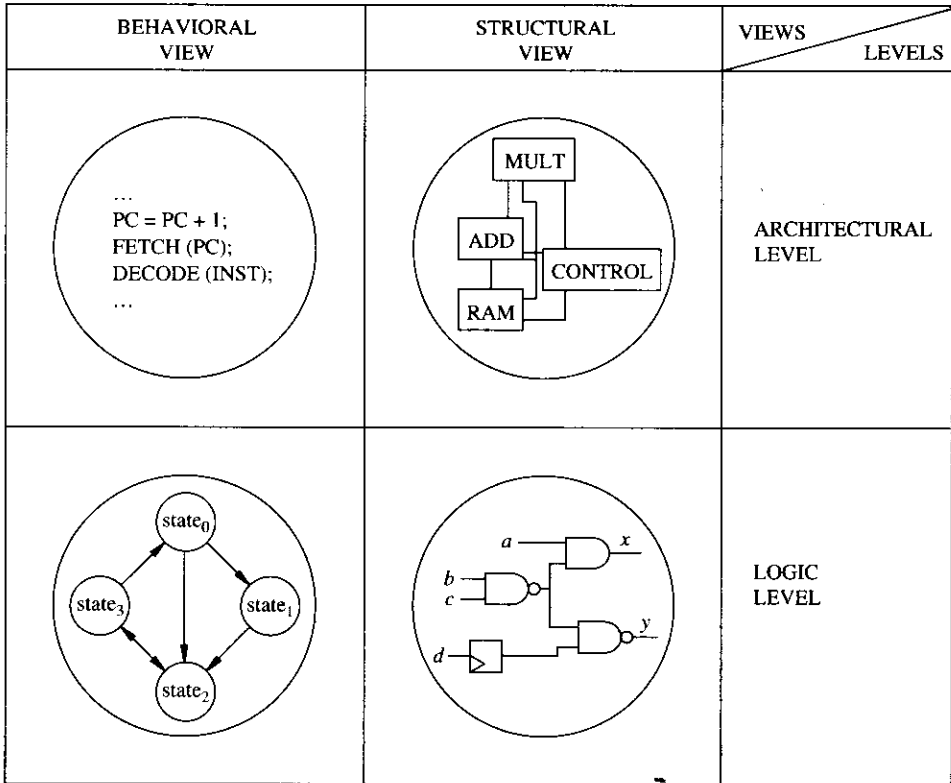 BEHAVIORAL
VIEW
STRUCTURAL
VIEW
VIEWS
LEVELS
...
PC = PC + 1;
FETCH (PC);
DECODE (INST);
...
MULT
ADD
CONTROL
RAM
ARCHITECTURAL
LEVEL
state₀
state₃
state₁
state₂
a
x
b
c
y
d
LOGIC
LEVEL